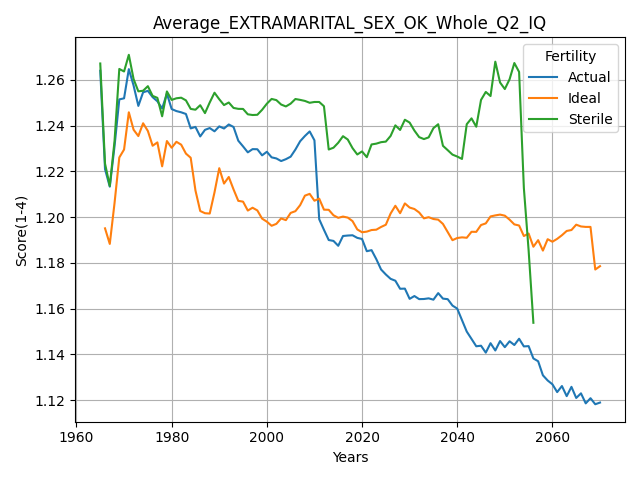 Average_EXTRAMARITAL_SEX_OK_Whole_Q2_IQ
Fertility
Actual
Ideal
Sterile
Score(1-4)
1.26
1.24
1.22
1.20
1.18
1.16
1.14
1.12
1960
1980
2000
2020
2040
2060
Years